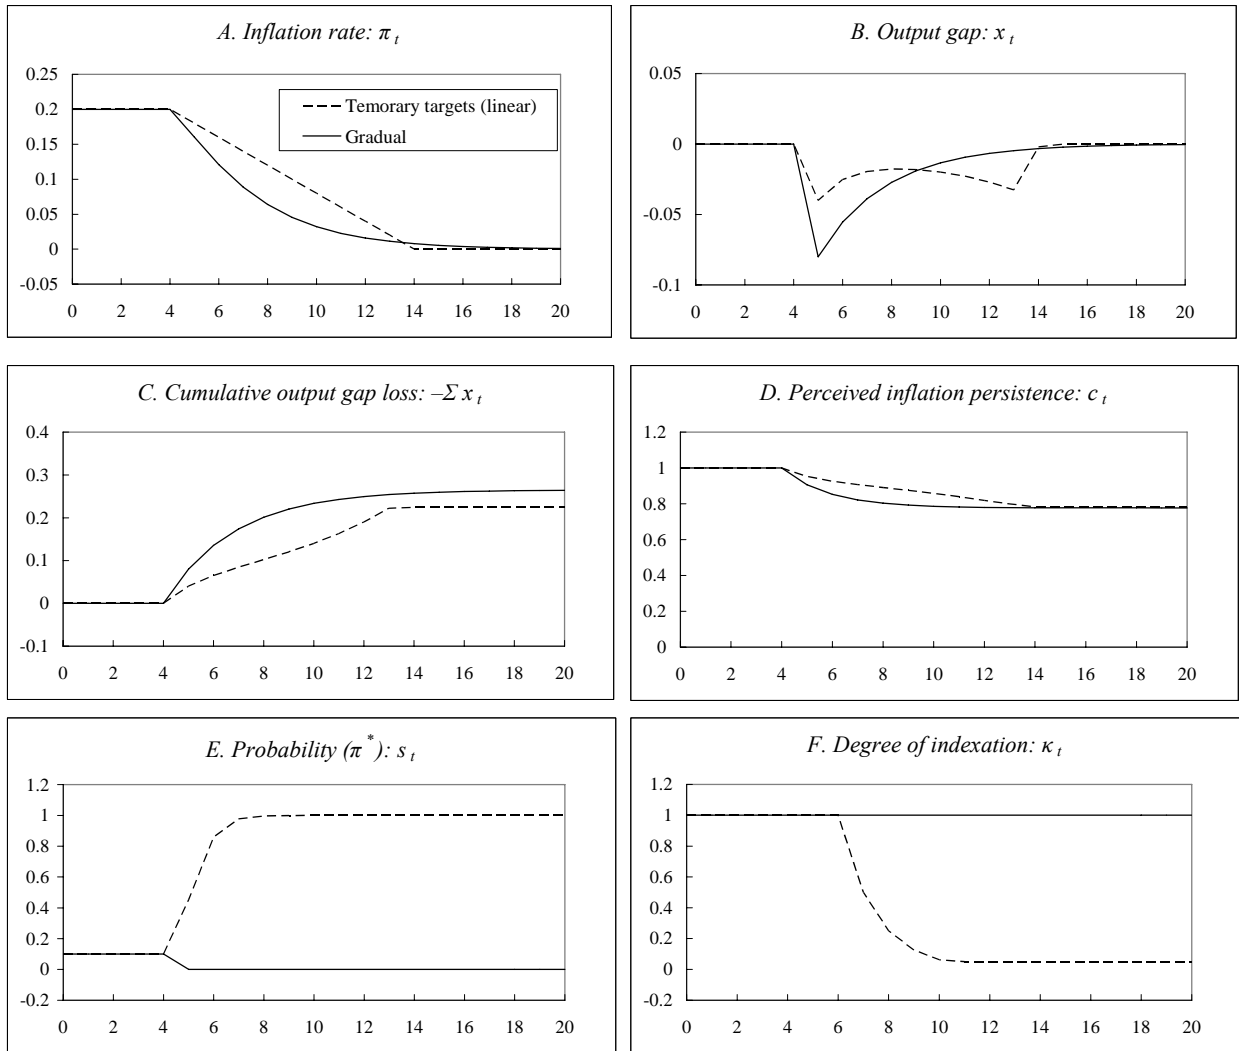 A. Inflation rate: π t
0.25
0.2
0.15
0.1
0.05
0
-0.05
0 2 4 6 8 10 12 14 16 18 20
Temorary targets (linear)
Gradual
B. Output gap: x t
0.05
0
-0.05
-0.1
0 2 4 6 8 10 12 14 16 18 20
C. Cumulative output gap loss: –Σ x t
0.4
0.3
0.2
0.1
0
-0.1
0 2 4 6 8 10 12 14 16 18 20
D. Perceived inflation persistence: c t
1.2
1
0.8
0.6
0.4
0.2
0
0 2 4 6 8 10 12 14 16 18 20
E. Probability (π *): s t
1.2
1
0.8
0.6
0.4
0.2
0
-0.2
0 2 4 6 8 10 12 14 16 18 20
F. Degree of indexation: κ t
1.2
1
0.8
0.6
0.4
0.2
0
-0.2
0 2 4 6 8 10 12 14 16 18 20